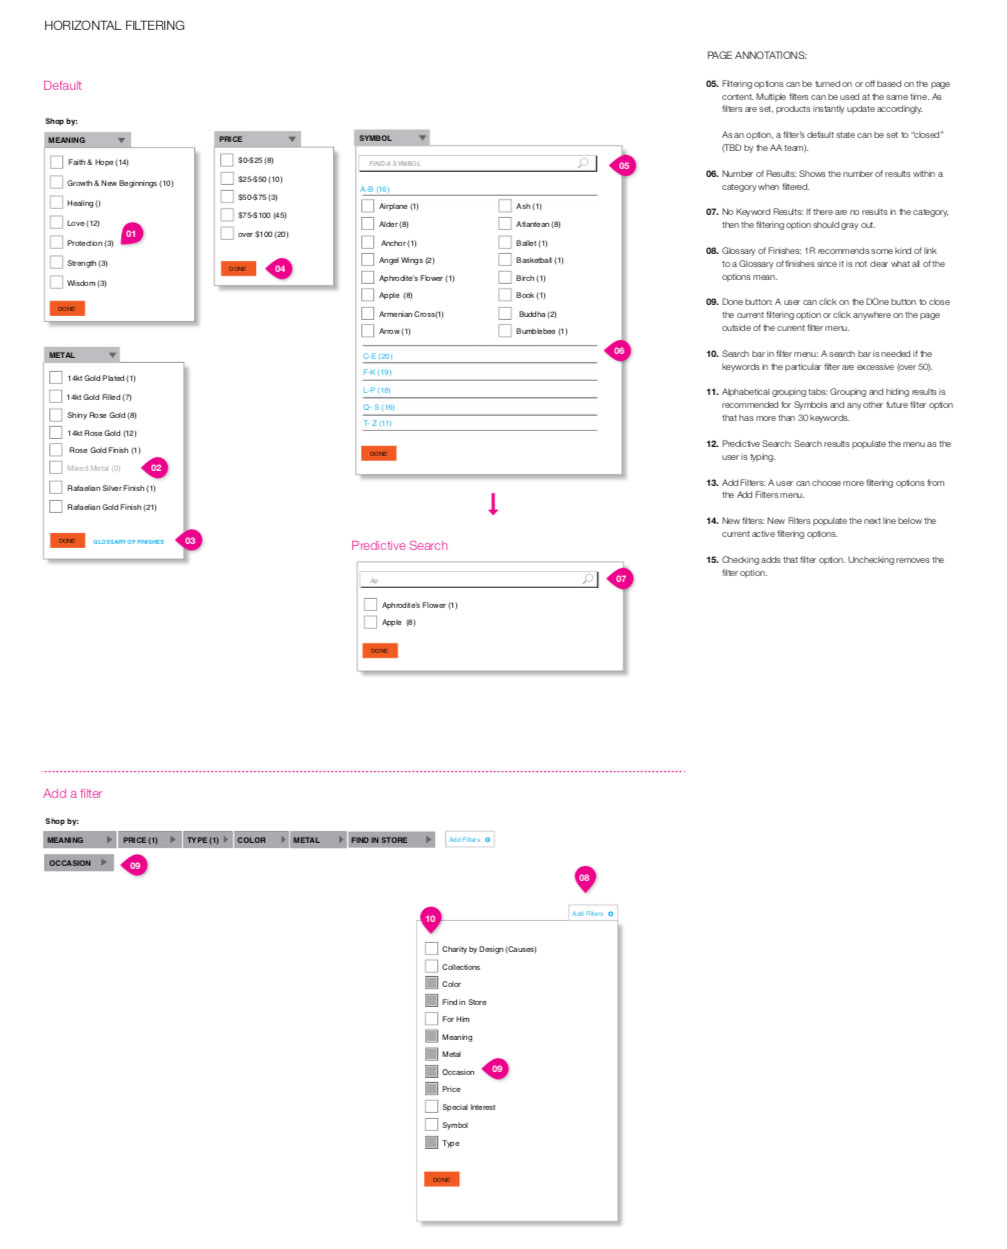 HORIZONTAL FILTERING
Default
Shop by:
MEANING
Faith & Hope (14)
Growth & New Beginnings (10)
Healing ()
Love (12)
Protection (3)
01
Strength (3)
Wisdom (3)
DONE
PRICE
$0-$25 (8)
$25-$50 (10)
$50-$75 (3)
$75-$100 (45)
over $100 (20)
DONE
04
SYMBOL
FIND A SYMBOL
05
A-B (16)
Airplane (1)
Ash (1)
Alder (8)
Atlantean (8)
Anchor (1)
Ballet (1)
Angel Wings (2)
Basketball (1)
Aphrodite's Flower (1)
Birch (1)
Apple (8)
Book (1)
Armenian Cross(1)
Buddha (2)
Arrow (1)
Bumblebee (1)
06
C-E (20)
F-K (19)
L-P (18)
Q- S (16)
T- Z (11)
DONE
METAL
14kt Gold Plated (1)
14kt Gold Filled (7)
Shiny Rose Gold (8)
14kt Rose Gold (12)
Rose Gold Finish (1)
Mixed Metal (0)
02
Rafaelian Silver Finish (1)
Rafaelian Gold Finish (21)
DONE
GLOSSARY OF FINISHES
03
Predictive Search
Ap
07
Aphrodite's Flower (1)
Apple (8)
DONE
PAGE ANNOTATIONS:
05. Filtering options can be turned on or off based on the page
content. Multiple filters can be used at the same time. As
filters are set, products instantly update accordingly.
As an option, a filter's default state can be set to "closed"
(TBD by the AA team).
06. Number of Results: Shows the number of results within a
category when filtered.
07. No Keyword Results: If there are no results in the category,
then the filtering option should gray out.
08. Glossary of Finishes: 1R recommends some kind of link
to a Glossary of finishes since it is not clear what all of the
options mean.
09. Done button: A user can click on the DOne button to close
the current filtering option or click anywhere on the page
outside of the current filter menu.
10. Search bar in filter menu: A search bar is needed if the
keywords in the particular filter are excessive (over 50).
11. Alphabetical grouping tabs: Grouping and hiding results is
recommended for Symbols and any other future filter option
that has more than 30 keywords.
12. Predictive Search: Search results populate the menu as the
user is typing.
13. Add Filters: A user can choose more filtering options from
the Add Filters menu.
14. New filters: New Filters populate the next line below the
current active filtering options.
15. Checking adds that filter option. Unchecking removes the
filter option.
Add a filter
Shop by:
MEANING PRICE (1) TYPE (1) COLOR METAL FIND IN STORE Add Filters
OCCASION
09
08
Add Filters
10
Charity by Design (Causes)
Collections
Color
Find in Store
For Him
Meaning
Metal
Occasion
09
Price
Special Interest
Symbol
Type
DONE